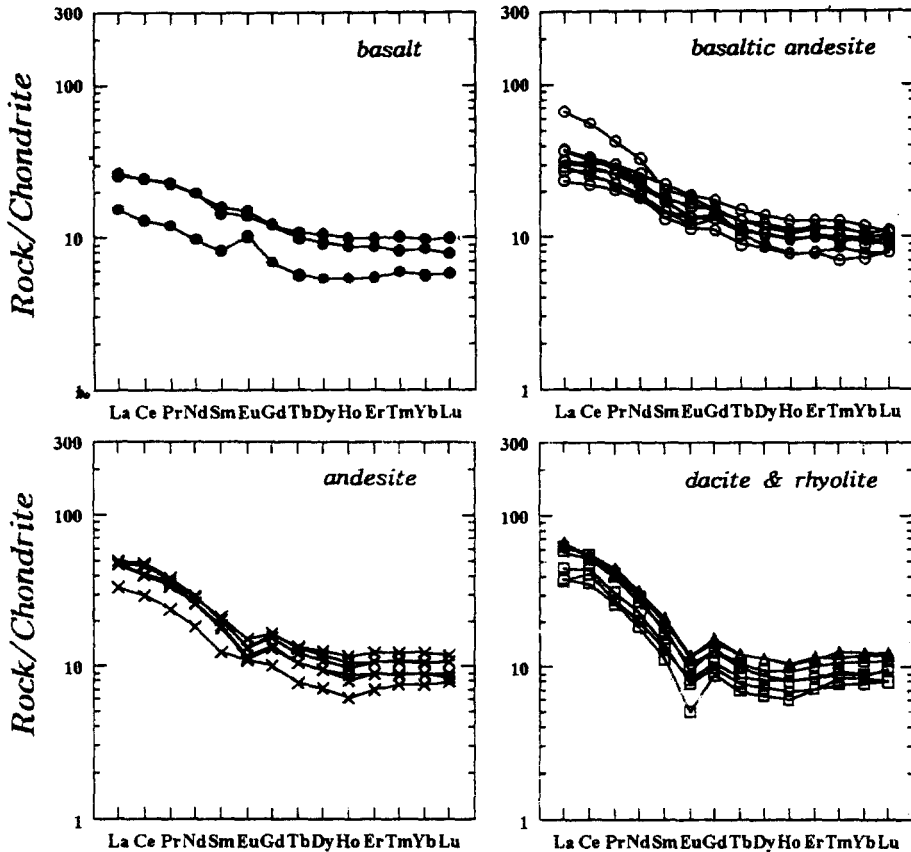 300
basalt
100
Rock/Chondrite
10
1
La Ce Pr Nd Sm Eu Gd Tb Dy Ho Er Tm Yb Lu
300
basaltic andesite
100
10
1
La Ce Pr Nd Sm Eu Gd Tb Dy Ho Er Tm Yb Lu
300
andesite
100
Rock/Chondrite
10
1
La Ce Pr Nd Sm Eu Gd Tb Dy Ho Er Tm Yb Lu
300
dacite & rhyolite
100
10
1
La Ce Pr Nd Sm Eu Gd Tb Dy Ho Er Tm Yb Lu